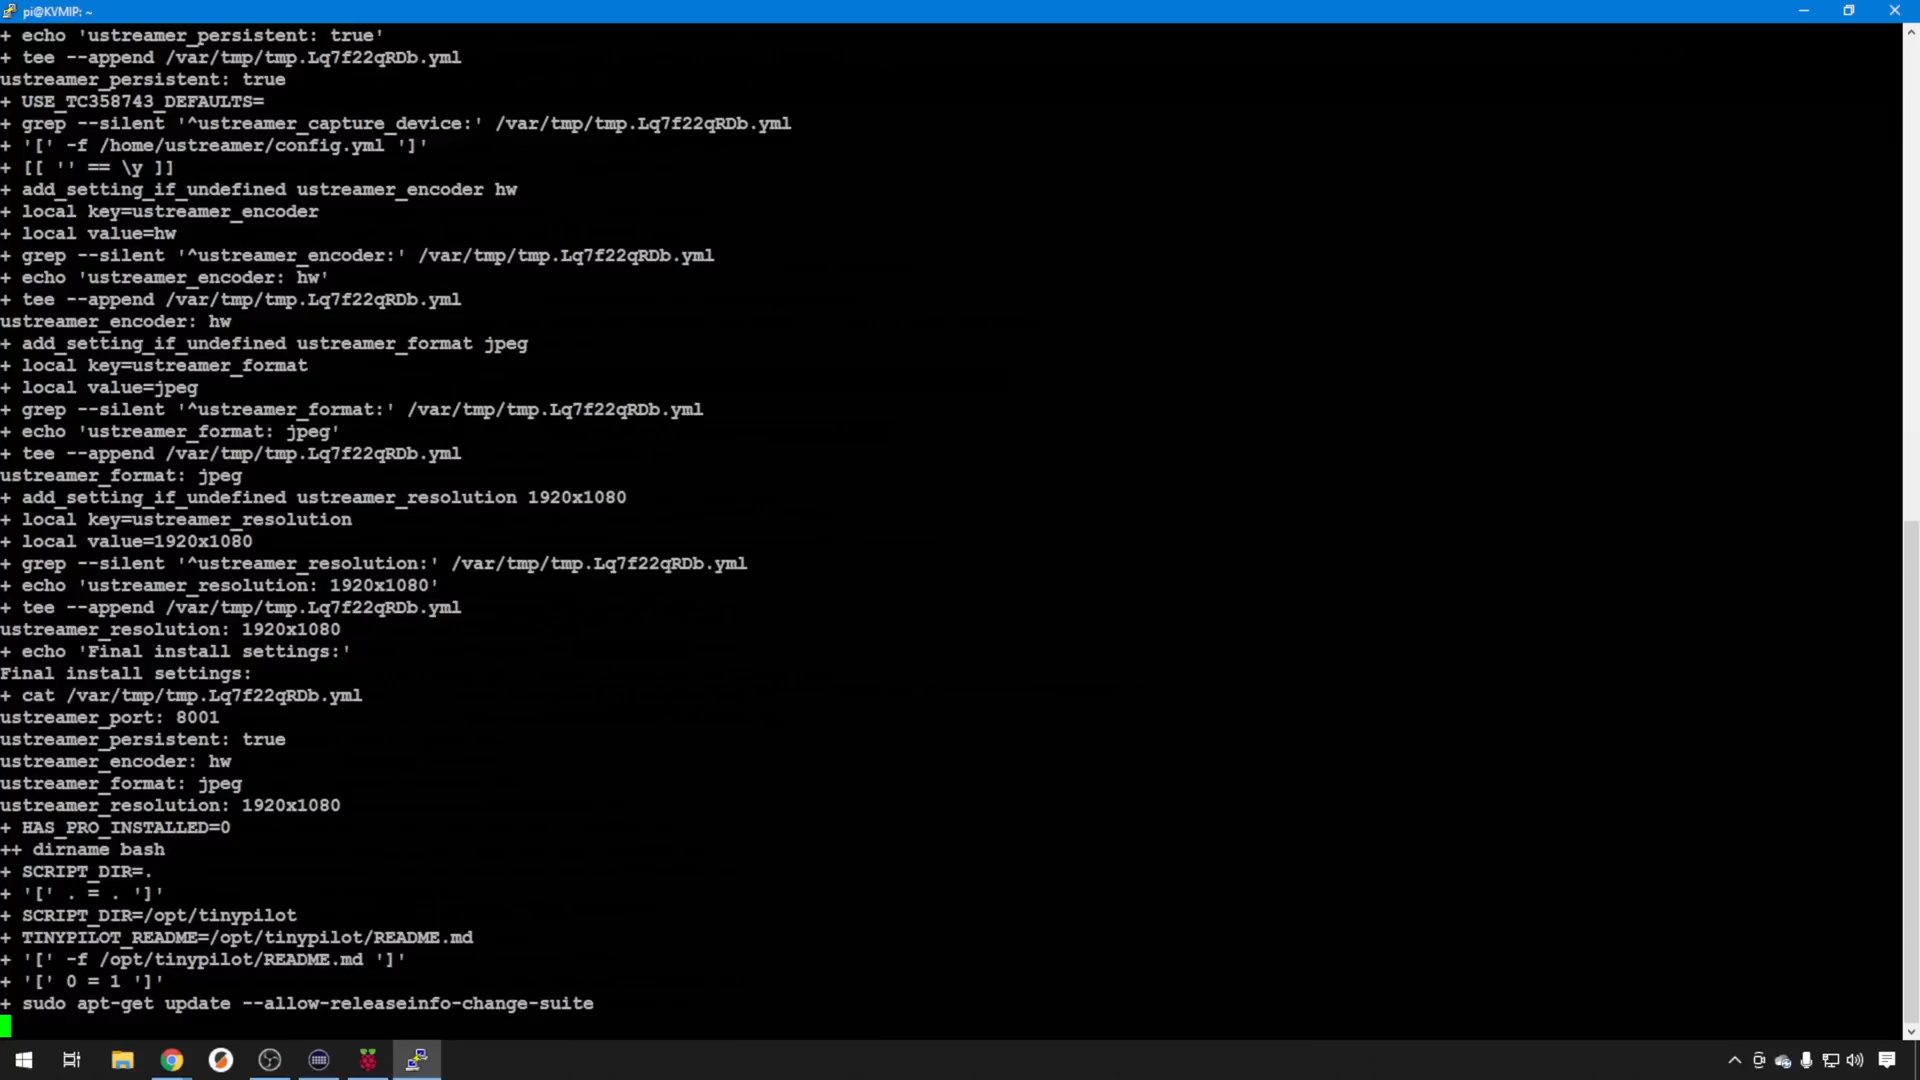 pi@KVMIP: ~
+ echo 'ustreamer_persistent: true'
+ tee --append /var/tmp/tmp.Lq7f22qRDb.yml
ustreamer_persistent: true
+ USE_TC358743_DEFAULTS=
+ grep --silent '^ustreamer_capture_device:' /var/tmp/tmp.Lq7f22qRDb.yml
+ '[' -f /home/ustreamer/config.yml ']'
+ [[ '' == \y ]]
+ add_setting_if_undefined ustreamer_encoder hw
+ local key=ustreamer_encoder
+ local value=hw
+ grep --silent '^ustreamer_encoder:' /var/tmp/tmp.Lq7f22qRDb.yml
+ echo 'ustreamer_encoder: hw'
+ tee --append /var/tmp/tmp.Lq7f22qRDb.yml
ustreamer_encoder: hw
+ add_setting_if_undefined ustreamer_format jpeg
+ local key=ustreamer_format
+ local value=jpeg
+ grep --silent '^ustreamer_format:' /var/tmp/tmp.Lq7f22qRDb.yml
+ echo 'ustreamer_format: jpeg'
+ tee --append /var/tmp/tmp.Lq7f22qRDb.yml
ustreamer_format: jpeg
+ add_setting_if_undefined ustreamer_resolution 1920x1080
+ local key=ustreamer_resolution
+ local value=1920x1080
+ grep --silent '^ustreamer_resolution:' /var/tmp/tmp.Lq7f22qRDb.yml
+ echo 'ustreamer_resolution: 1920x1080'
+ tee --append /var/tmp/tmp.Lq7f22qRDb.yml
ustreamer_resolution: 1920x1080
+ echo 'Final install settings:'
Final install settings:
+ cat /var/tmp/tmp.Lq7f22qRDb.yml
ustreamer_port: 8001
ustreamer_persistent: true
ustreamer_encoder: hw
ustreamer_format: jpeg
ustreamer_resolution: 1920x1080
+ HAS_PRO_INSTALLED=0
++ dirname bash
+ SCRIPT_DIR=.
+ '[' . = . ']'
+ SCRIPT_DIR=/opt/tinypilot
+ TINYPILOT_README=/opt/tinypilot/README.md
+ '[' -f /opt/tinypilot/README.md ']'
+ '[' 0 = 1 ']'
+ sudo apt-get update --allow-releaseinfo-change-suite